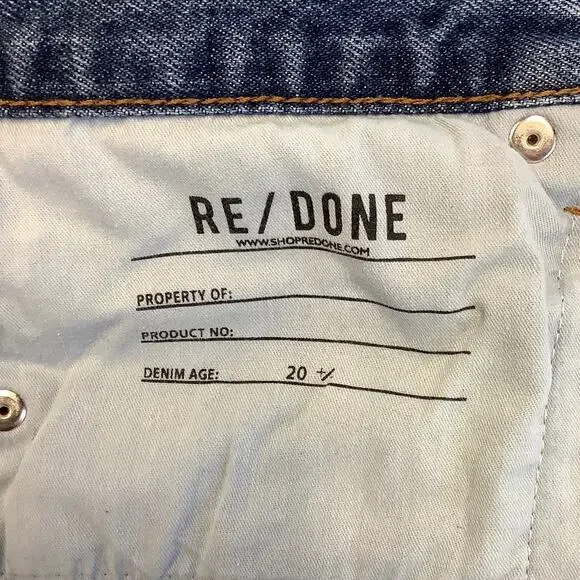 RE/DONE
WWW.SHOPREDONE.COM
PROPERTY OF:
PRODUCT NO:
DENIM AGE: 20 +/-